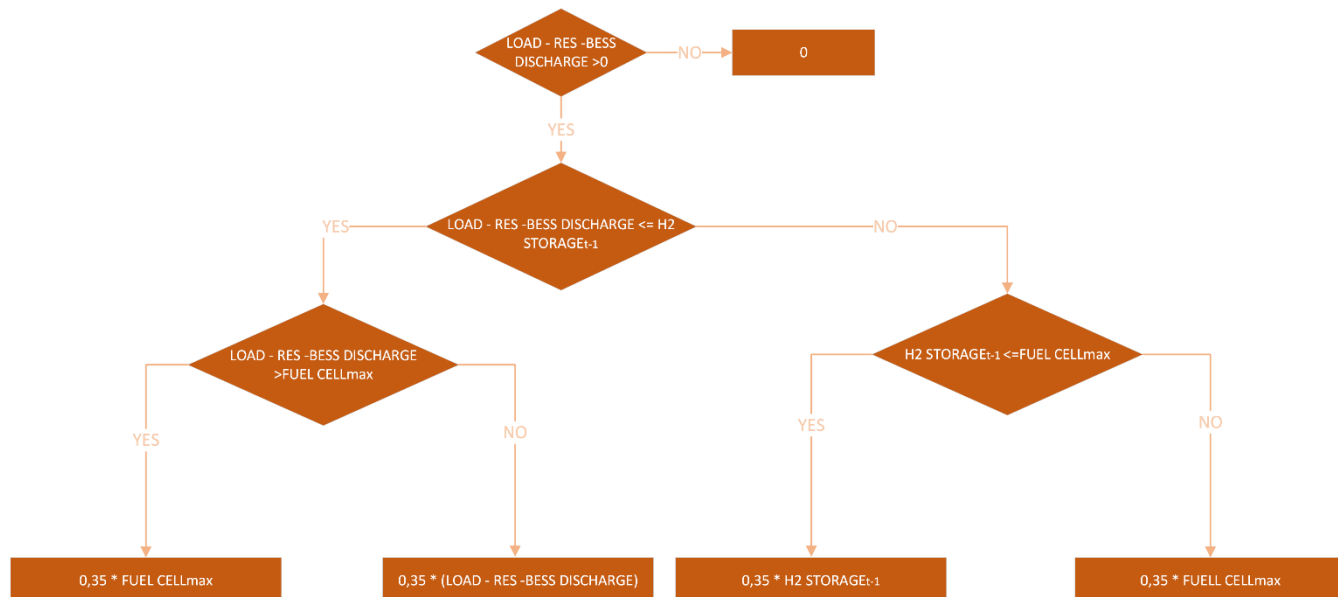 LOAD - RES -BESS
DISCHARGE >0
NO
0
YES
LOAD - RES -BESS DISCHARGE <= H2
STORAGEt-1
YES
NO
LOAD - RES -BESS DISCHARGE
>FUEL CELLmax
H2 STORAGEt-1 <=FUEL CELLmax
YES
NO
YES
NO
0,35 * FUEL CELLmax
0,35 * (LOAD - RES -BESS DISCHARGE)
0,35 * H2 STORAGEt-1
0,35 * FUELL CELLmax